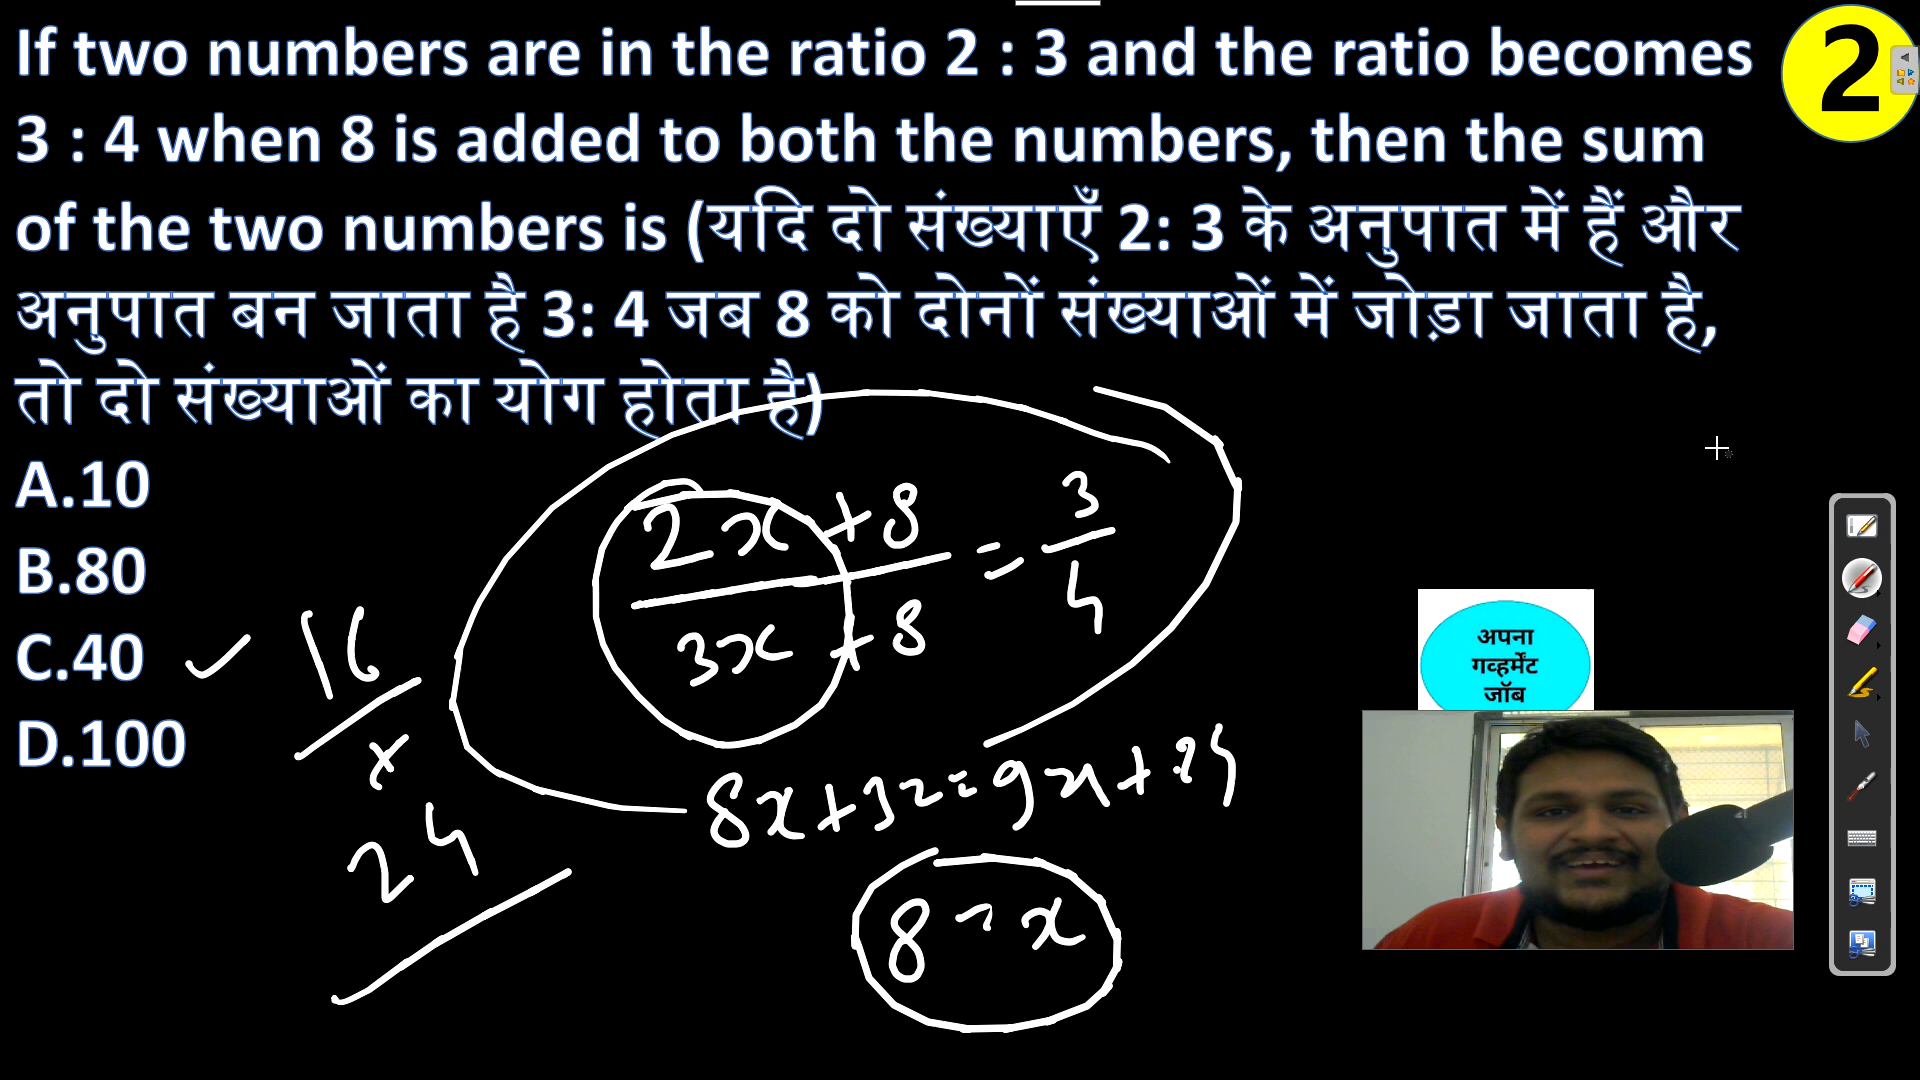 If two numbers are in the ratio 2 : 3 and the ratio becomes
2
3 : 4 when 8 is added to both the numbers, then the sum
of the two numbers is (यदि दो संख्याएँ 2: 3 के अनुपात में हैं और
अनुपात बन जाता है 3: 4 जब 8 को दोनों संख्याओं में जोड़ा जाता है,
तो दो संख्याओं का योग होता है)
A.10
B.80
C.40 ✓
D.100
16
+
24
2x + 8 = 3
3x + 8 4
8x+32=9x+24
8 = x
अपना
गव्हर्मेंट
जॉब